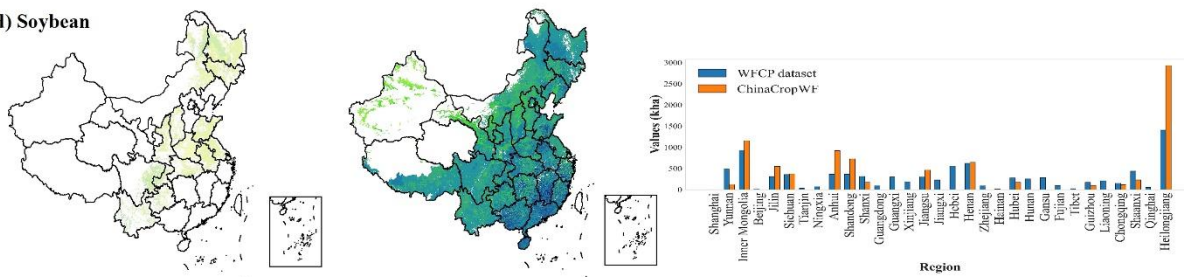 d) Soybean
WFCP dataset
ChinaCropWF
Values (kha)
3000
2500
2000
1500
1000
500
0
Shanghai
Yunnan
Inner Mongolia
Beijing
Jilin
Sichuan
Tianjin
Ningxia
Anhui
Shandong
Shanxi
Guangdong
Guangxi
Xinjiang
Jiangsu
Jiangxi
Hebei
Henan
Zhejiang
Hainan
Hubei
Hunan
Gansu
Fujian
Tibet
Guizhou
Liaoning
Chongqing
Shaanxi
Qinghai
Heilongjiang
Region